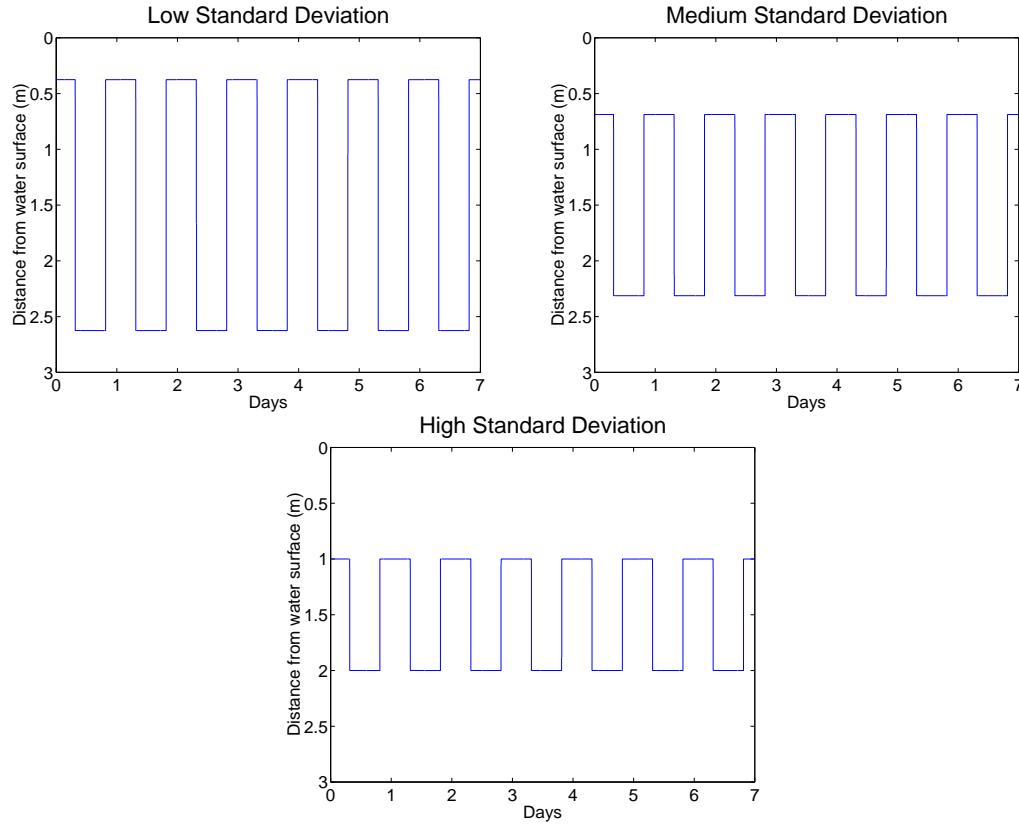 Low Standard Deviation
0
0.5
1
1.5
2
2.5
3
Distance from water surface (m)
0 1 2 3 4 5 6 7
Days
Medium Standard Deviation
0
0.5
1
1.5
2
2.5
3
Distance from water surface (m)
0 1 2 3 4 5 6 7
Days
High Standard Deviation
0
0.5
1
1.5
2
2.5
3
Distance from water surface (m)
0 1 2 3 4 5 6 7
Days